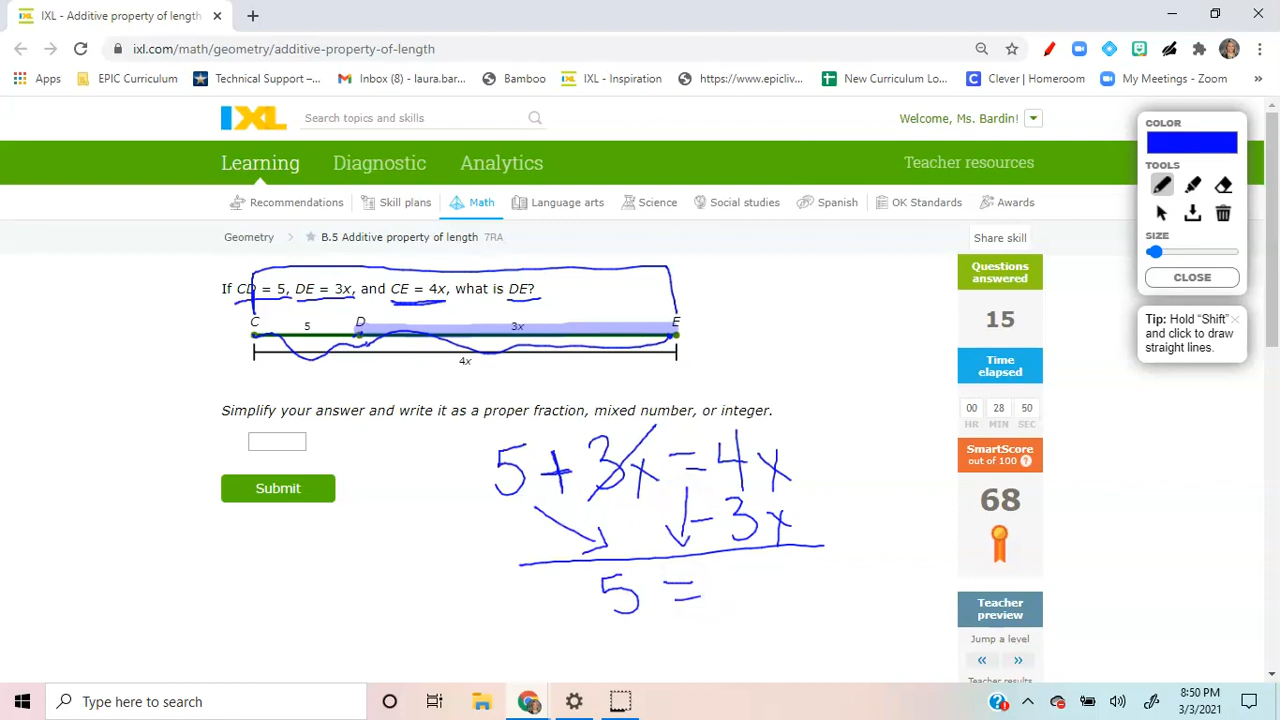 IXL - Additive property of length
ixl.com/math/geometry/additive-property-of-length
Apps EPIC Curriculum Technical Support –... Inbox (8) - laura.bar... Bamboo IXL - Inspiration https://www.epicliv... New Curriculum Lo... Clever | Homeroom My Meetings - Zoom »
IXL Search topics and skills Welcome, Ms. Bardin!
Learning Diagnostic Analytics Teacher resources
Recommendations Skill plans Math Language arts Science Social studies Spanish OK Standards Awards
Geometry > B.5 Additive property of length 7RA Share skill
If CD = 5, DE = 3x, and CE = 4x, what is DE?
C 5 D 3x E
4x
Simplify your answer and write it as a proper fraction, mixed number, or integer.
Submit
5 + 3x = 4x
- 3x
5 =
Questions answered
15
Time elapsed
00 28 50
HR MIN SEC
SmartScore
out of 100 ?
68
Teacher preview
Jump a level
« »
Teacher results
COLOR
TOOLS
SIZE
CLOSE
Tip: Hold “Shift”
and click to draw
straight lines.
Type here to search
8:50 PM
3/3/2021